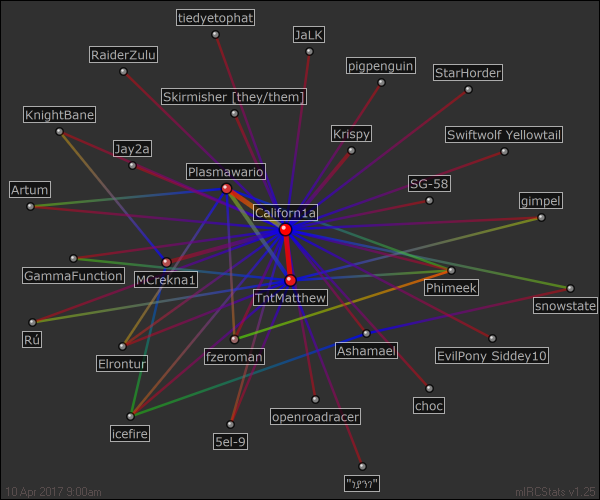 tiedyetophat
JaLK
RaiderZulu
pigpenguin
StarHorder
Skirmisher [they/them]
KnightBane
Krispy
Swiftwolf Yellowtail
Jay2a
Plasmawario
Artum
SG-58
gimpel
Californ1a
GammaFunction
MCrekna1
Phimeek
TntMatthew
snowstate
Rú
Elrontur
fzeroman
Ashamael
EvilPony Siddey10
choc
openroadracer
icefire
5el-9
10 Apr 2017 9:00am
mIRCStats v1.25